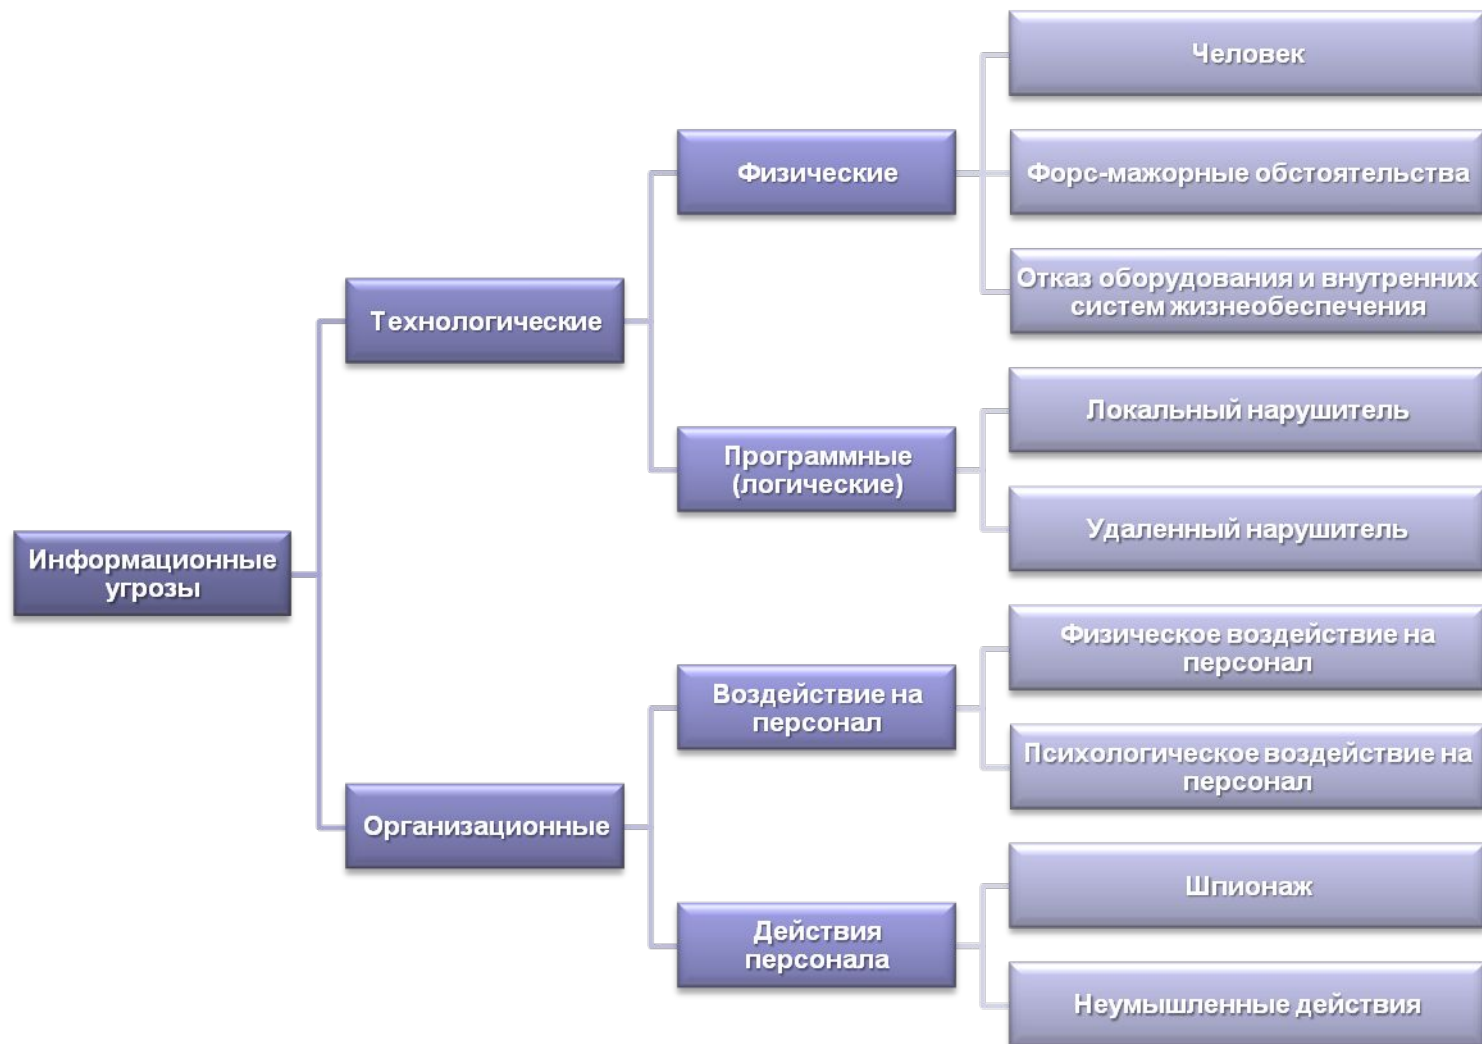 Информационные
угрозы
Технологические
Организационные
Физические
Программные
(логические)
Воздействие на
персонал
Действия
персонала
Человек
Форс-мажорные обстоятельства
Отказ оборудования и внутренних
систем жизнеобеспечения
Локальный нарушитель
Удаленный нарушитель
Физическое воздействие на
персонал
Психологическое воздействие на
персонал
Шпионаж
Неумышленные действия